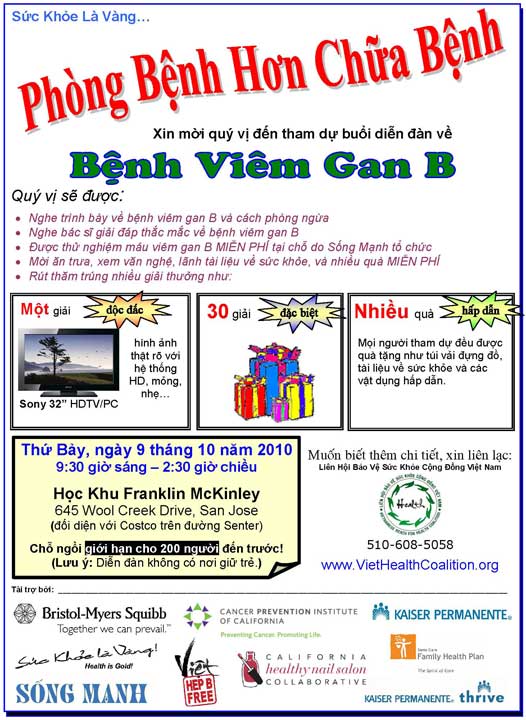 Sức Khỏe Là Vàng…
Phòng Bệnh Hơn Chữa Bệnh
Xin mời quý vị đến tham dự buổi diễn đàn về
Bệnh Viêm Gan B
Quý vị sẽ được:
• Nghe trình bày về bệnh viêm gan B và cách phòng ngừa
• Nghe bác sĩ giải đáp thắc mắc về bệnh viêm gan B
• Được thử nghiệm máu viêm gan B MIỄN PHÍ tại chỗ do Sống Mạnh tổ chức
• Mời ăn trưa, xem văn nghệ, lãnh tài liệu về sức khỏe, và nhiều quà MIỄN PHÍ
• Rút thăm trúng nhiều giải thưởng như:
Một giải độc đắc
hình ảnh
thật rõ với
hệ thống
HD, mỏng,
nhẹ…
Sony 32” HDTV/PC
30 giải đặc biệt
Nhiều quà hấp dẫn
Mọi người tham dự đều được
quà tặng như túi vải đựng đồ,
tài liệu về sức khỏe và các
vật dụng hấp dẫn.
Thứ Bảy, ngày 9 tháng 10 năm 2010
9:30 giờ sáng – 2:30 giờ chiều
Học Khu Franklin McKinley
645 Wool Creek Drive, San Jose
(đối diện với Costco trên đường Senter)
Chỗ ngồi giới hạn cho 200 người đến trước!
(Lưu ý: Diễn đàn không có nơi giữ trẻ.)
Muốn biết thêm chi tiết, xin liên lạc:
Liên Hội Bảo Vệ Sức Khỏe Cộng Đồng Việt Nam
Health
510-608-5058
www.VietHealthCoalition.org
Tài trợ bởi:
Bristol-Myers Squibb
Together we can prevail.™
CANCER PREVENTION INSTITUTE
OF CALIFORNIA
Preventing Cancer. Promoting Life.
KAISER PERMANENTE®
Sức Khỏe là Vàng!
Health is Gold!
Việt
HEP B
FREE
CALIFORNIA
healthy nail salon
COLLABORATIVE
Santa Clara
Family Health Plan
The Spirit of Care
SỐNG MẠNH
KAISER PERMANENTE® thrive